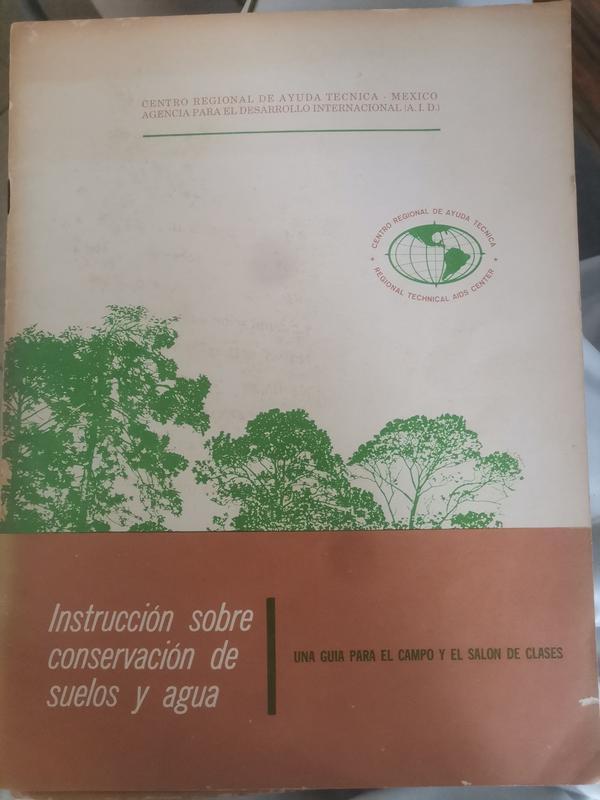 CENTRO REGIONAL DE AYUDA TECNICA - MEXICO
AGENCIA PARA EL DESARROLLO INTERNACIONAL (A. I. D.)
CENTRO REGIONAL DE AYUDA TECNICA
REGIONAL TECHNICAL AIDS CENTER
Instrucción sobre
conservación de
suelos y agua
UNA GUIA PARA EL CAMPO Y EL SALON DE CLASES